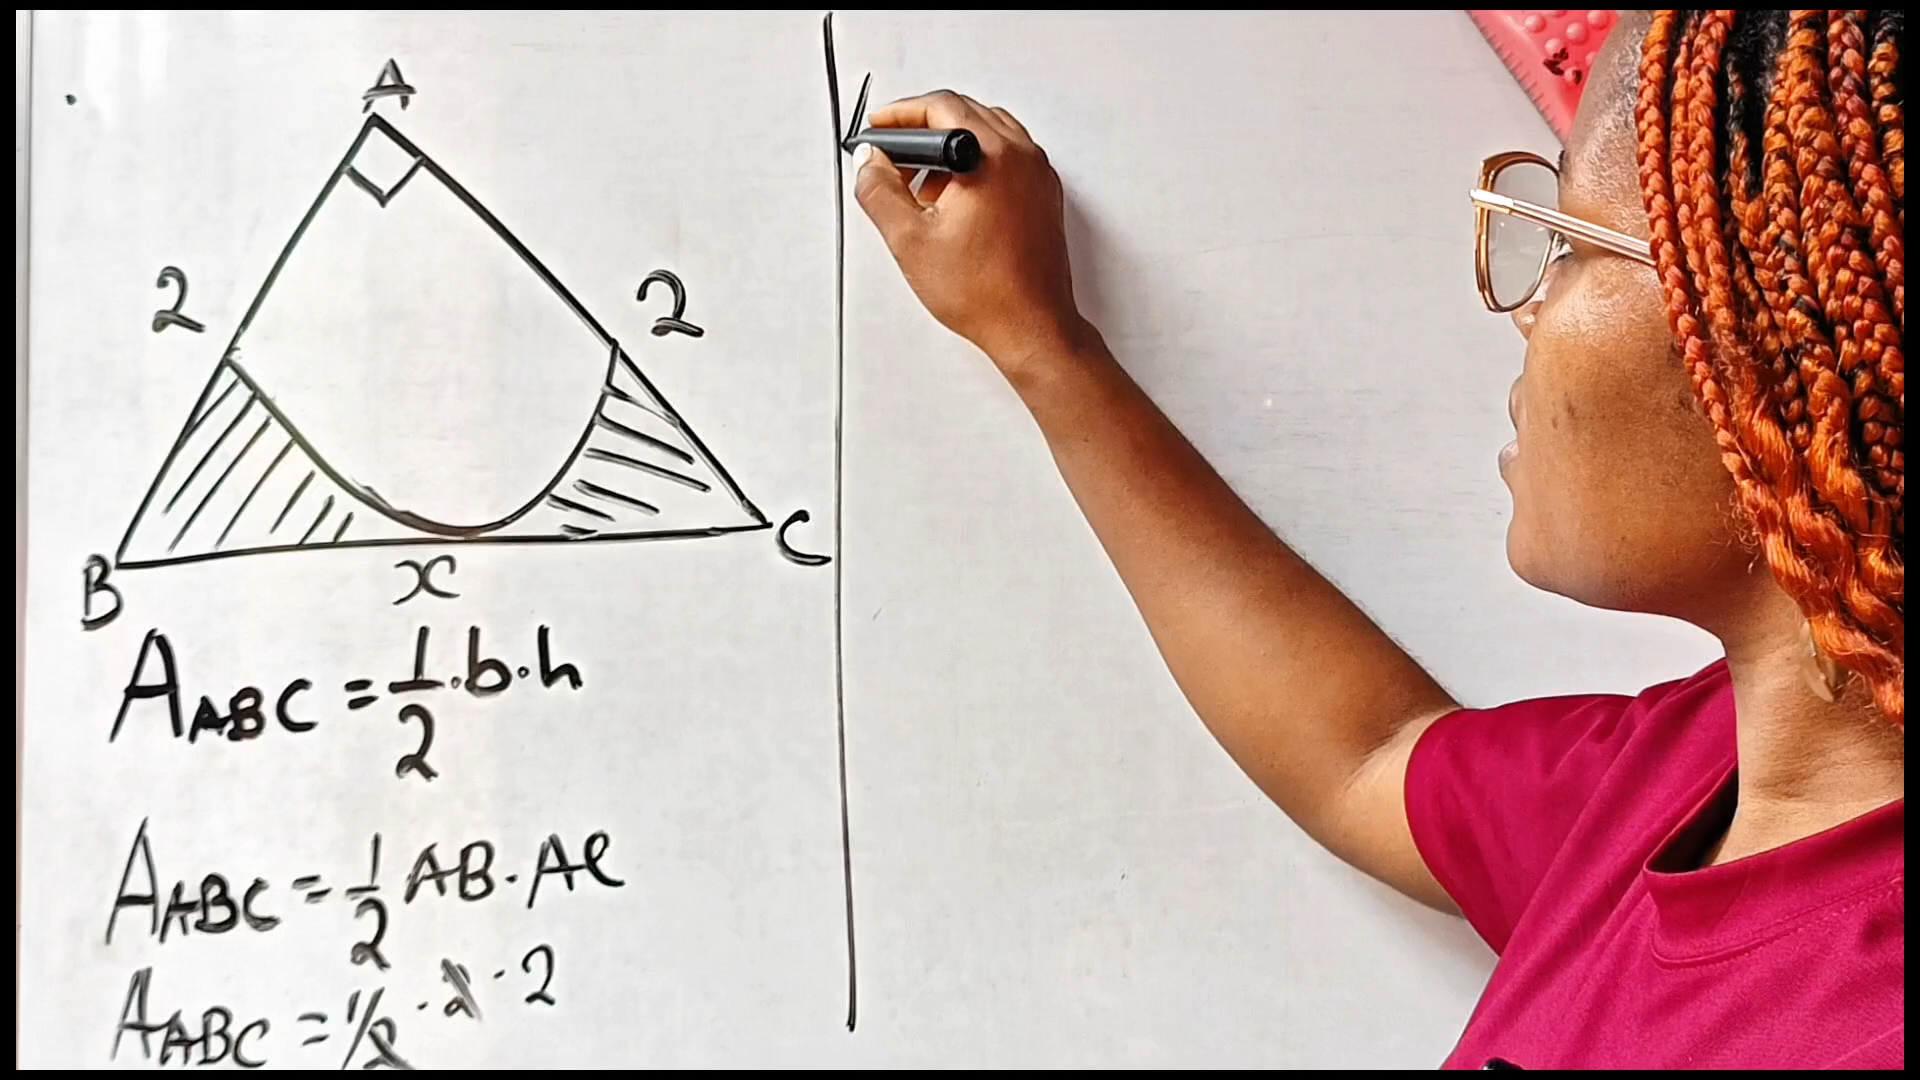 A
2
2
B
x
C
A_ABC = 1/2 · b · h
A_ABC = 1/2 AB · AC
A_ABC = 1/2 · 2 · 2